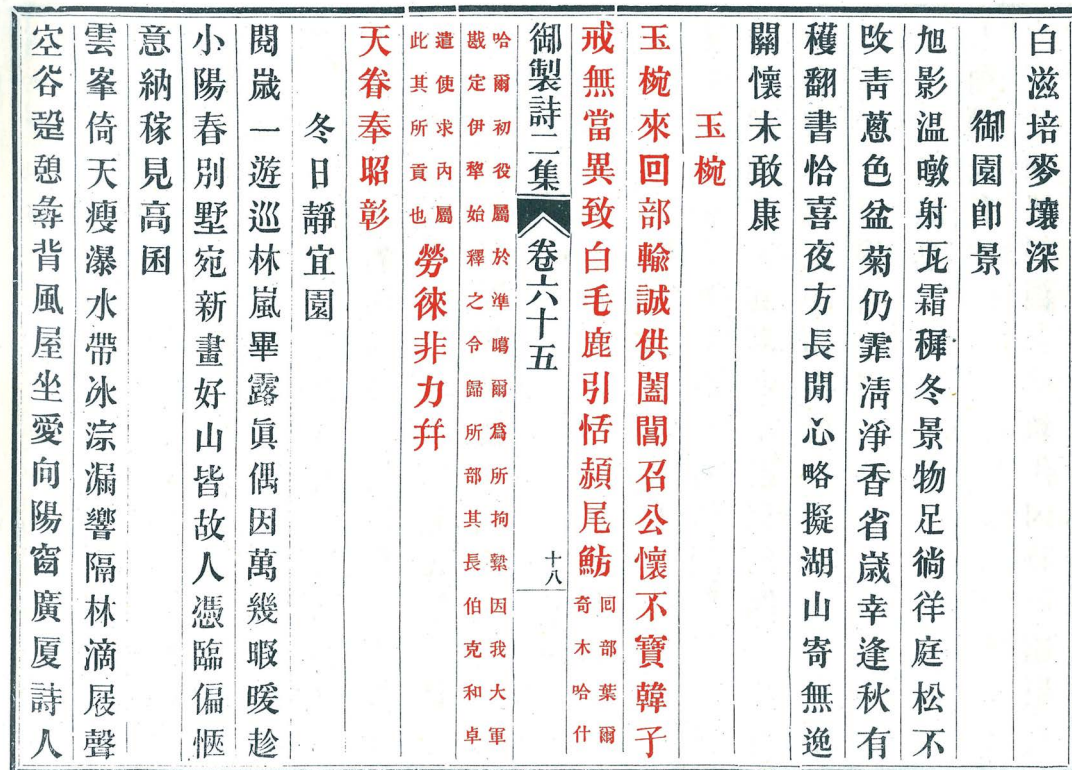 白滋培麥壤深
御園卽景
旭影温暾射瓦霜穉冬景物足徜徉庭松不
改靑蔥色盆菊仍霏淸淨香省歲幸逢秋有
穫翻書恰喜夜方長閒心略擬湖山寄無逸
關懷未敢康
玉椀
玉椀來回部輸誠供闔閶召公懷不寶韓子
戒無當異致白毛鹿引恬頳尾魴
回部葉爾
奇木哈什
御製詩二集 卷六十五 十八
哈爾初役屬於準噶爾爲所拘縶因我大軍
戡定伊犂始釋之令歸所部其長伯克和卓
遣使求內屬
此其所貢也
勞徠非力幷
天眷奉昭彰
冬日靜宜園
閱歲一遊巡林嵐畢露眞偶因萬幾暇暖趁
小陽春別墅宛新畫好山皆故人憑臨偏愜
意納稼見高囷
雲峯倚天瘦瀑水帶冰淙漏響隔林滴屐聲
空谷跫憩尋背風屋坐愛向陽窗廣厦詩人